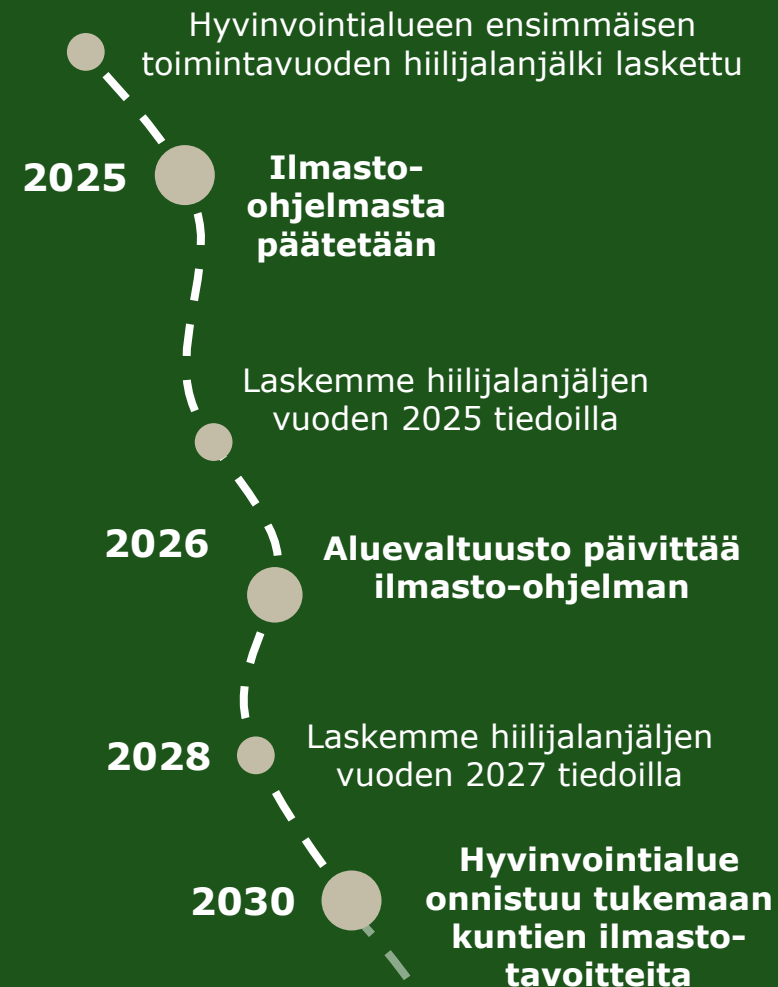 Hyvinvointialueen ensimmäisen
toimintavuoden hiilijalanjälki laskettu
2025
Ilmasto-
ohjelmasta
päätetään
Laskemme hiilijalanjäljen
vuoden 2025 tiedoilla
2026
Aluevaltuusto päivittää
ilmasto-ohjelman
2028
Laskemme hiilijalanjäljen
vuoden 2027 tiedoilla
2030
Hyvinvointialue
onnistuu tukemaan
kuntien ilmasto-
tavoitteita